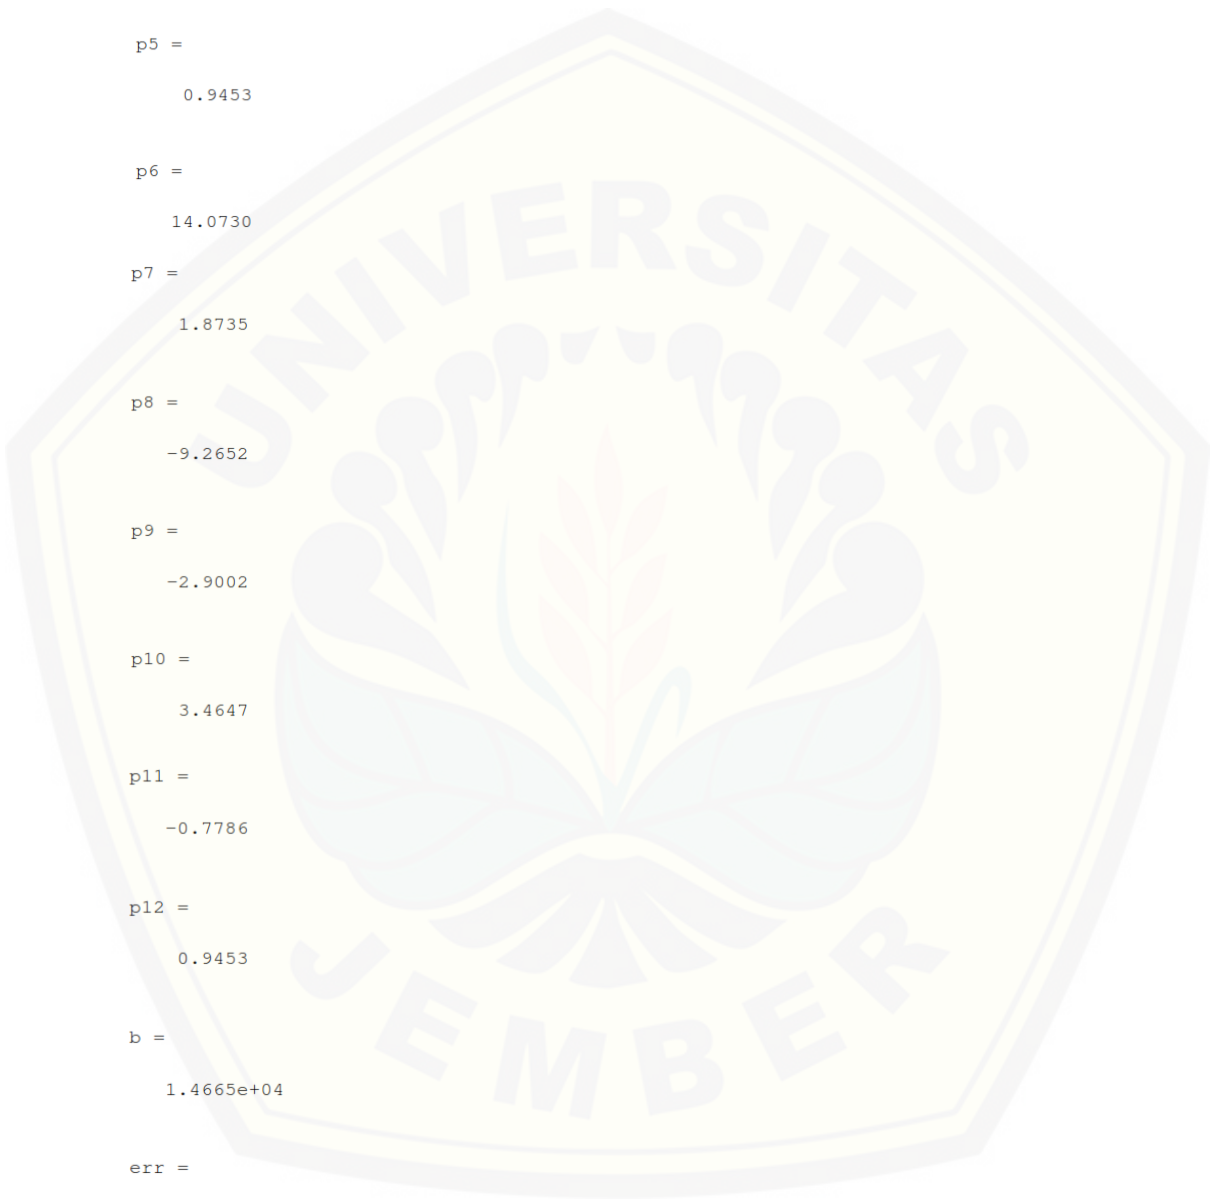 p5 =
0.9453
p6 =
14.0730
p7 =
1.8735
p8 =
-9.2652
p9 =
-2.9002
p10 =
3.4647
p11 =
-0.7786
p12 =
0.9453
b =
1.4665e+04
err =
UNIVERSITAS
JEMBER